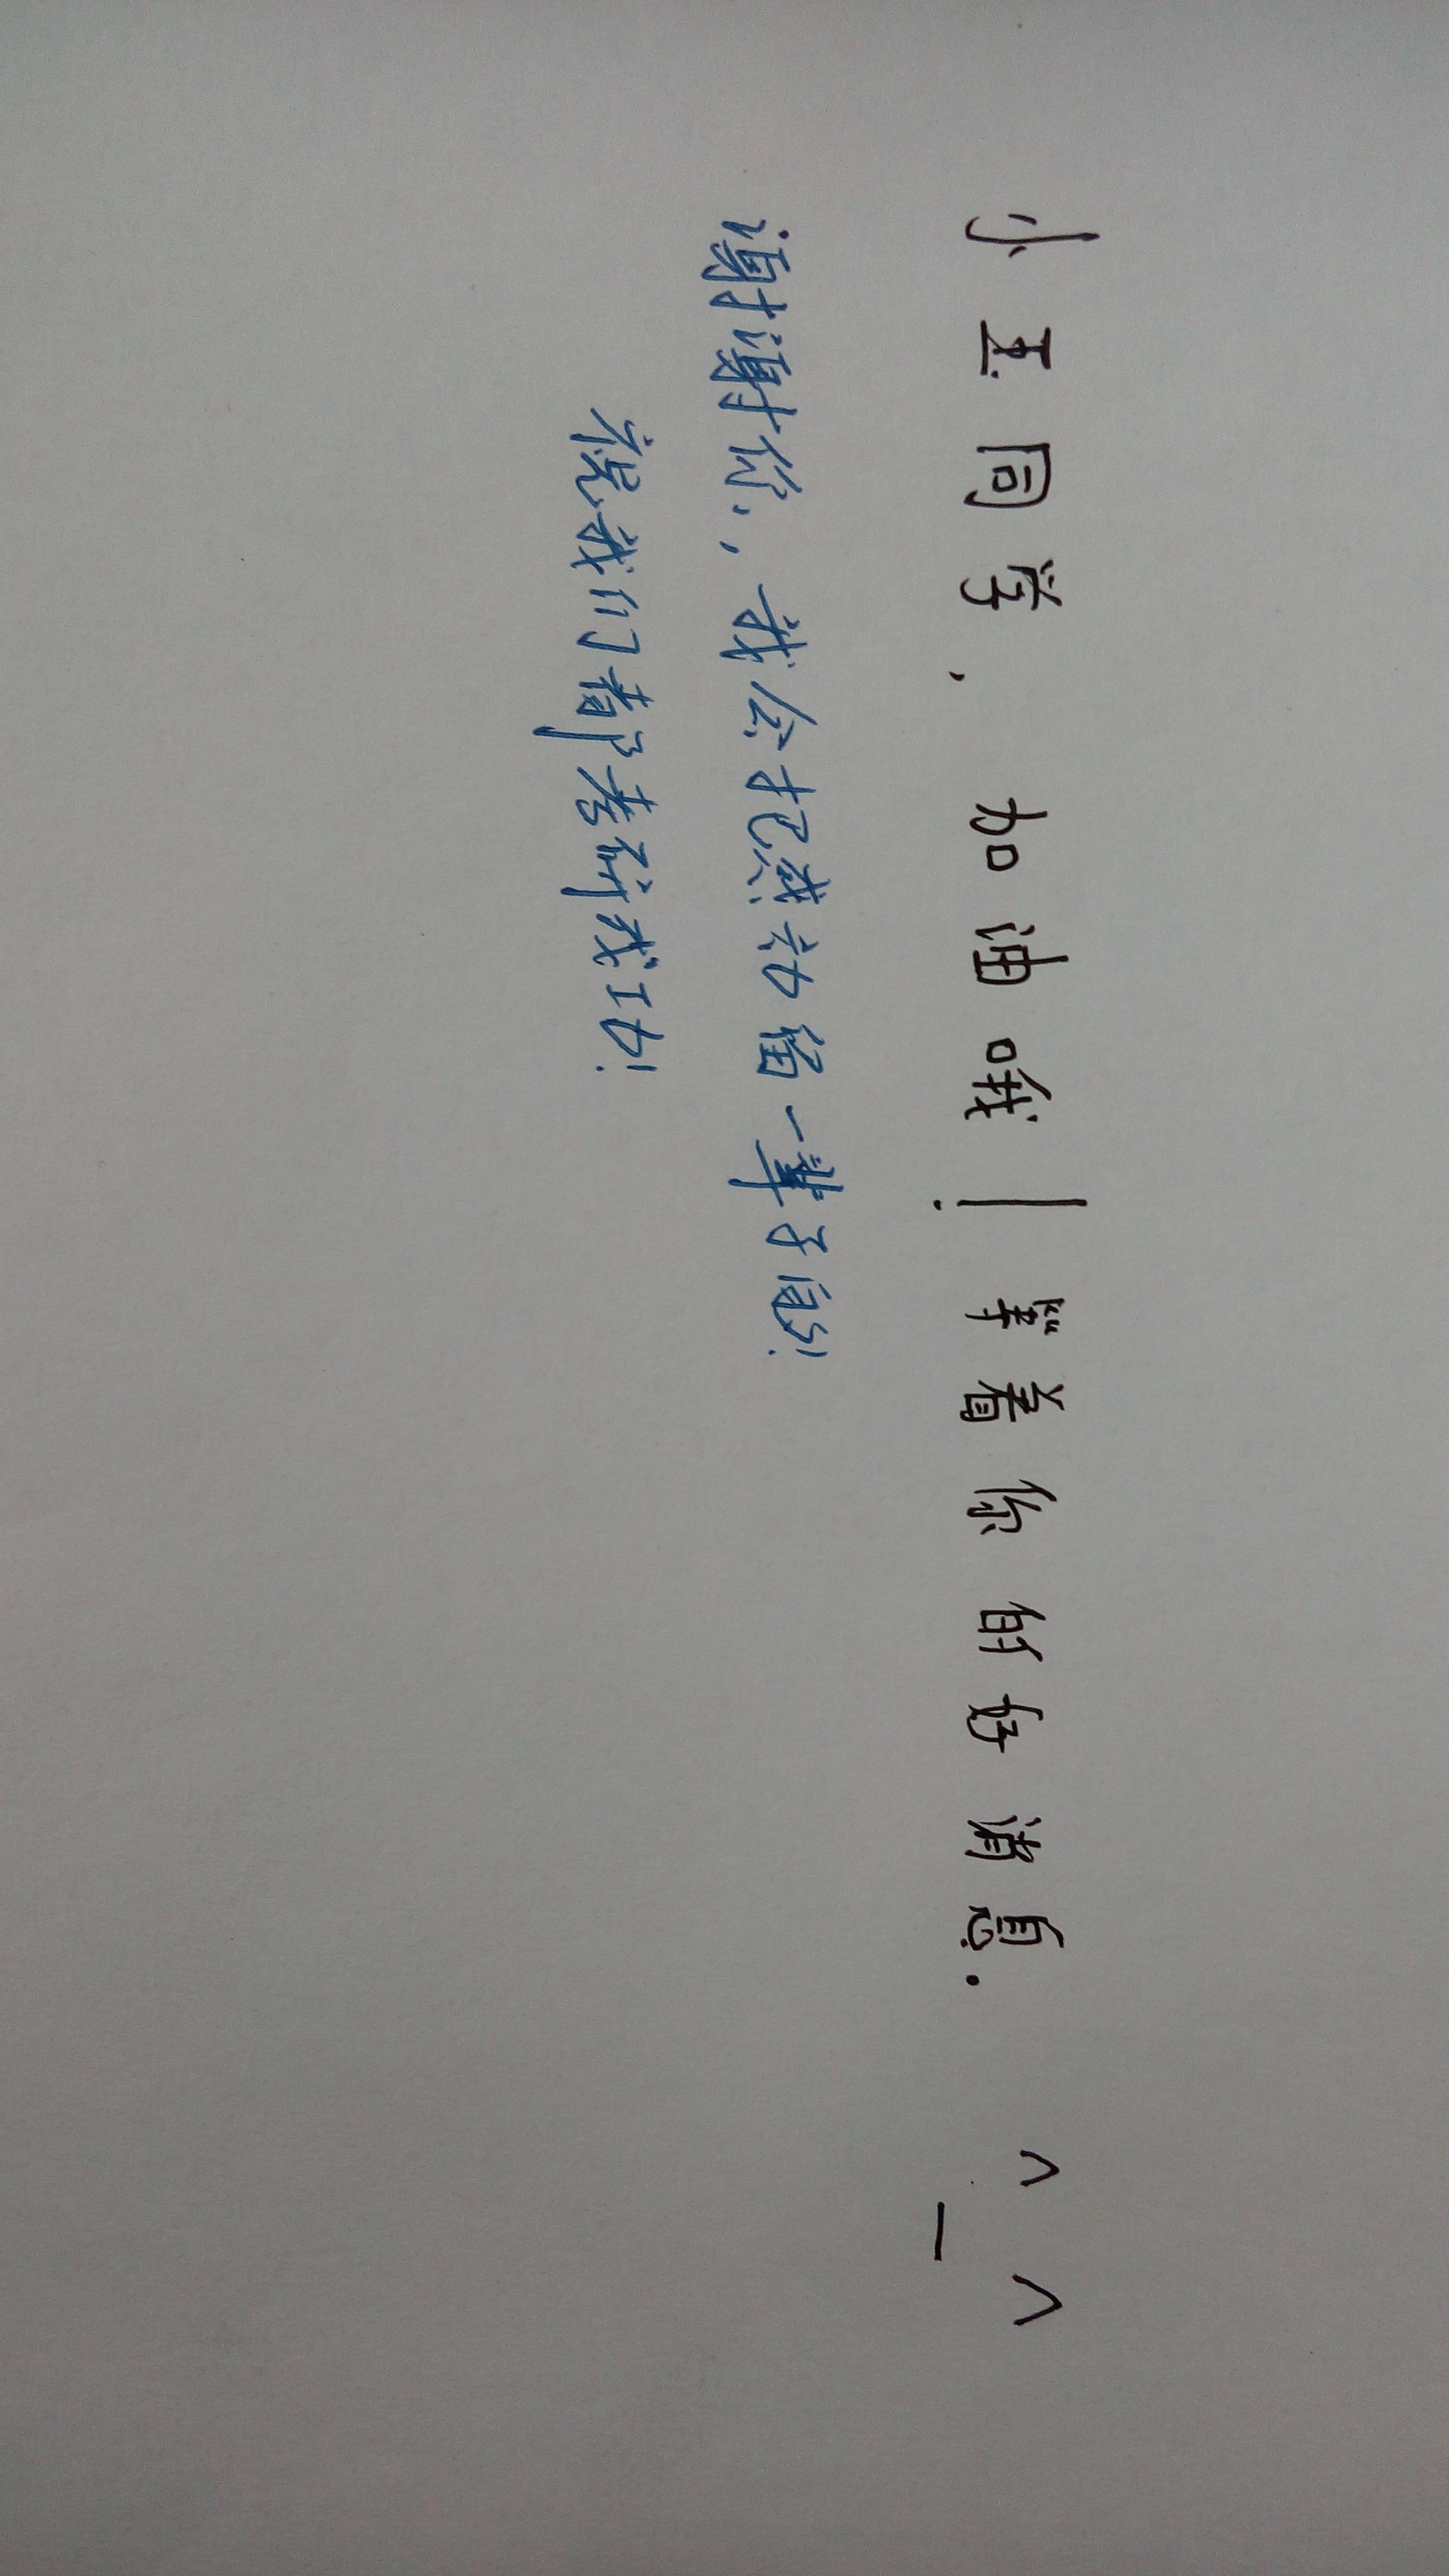 小玉同学，加油哦！等着你的好消息. ^_^
谢谢你，我会把感动留一辈子的！
祝我们都考研成功！